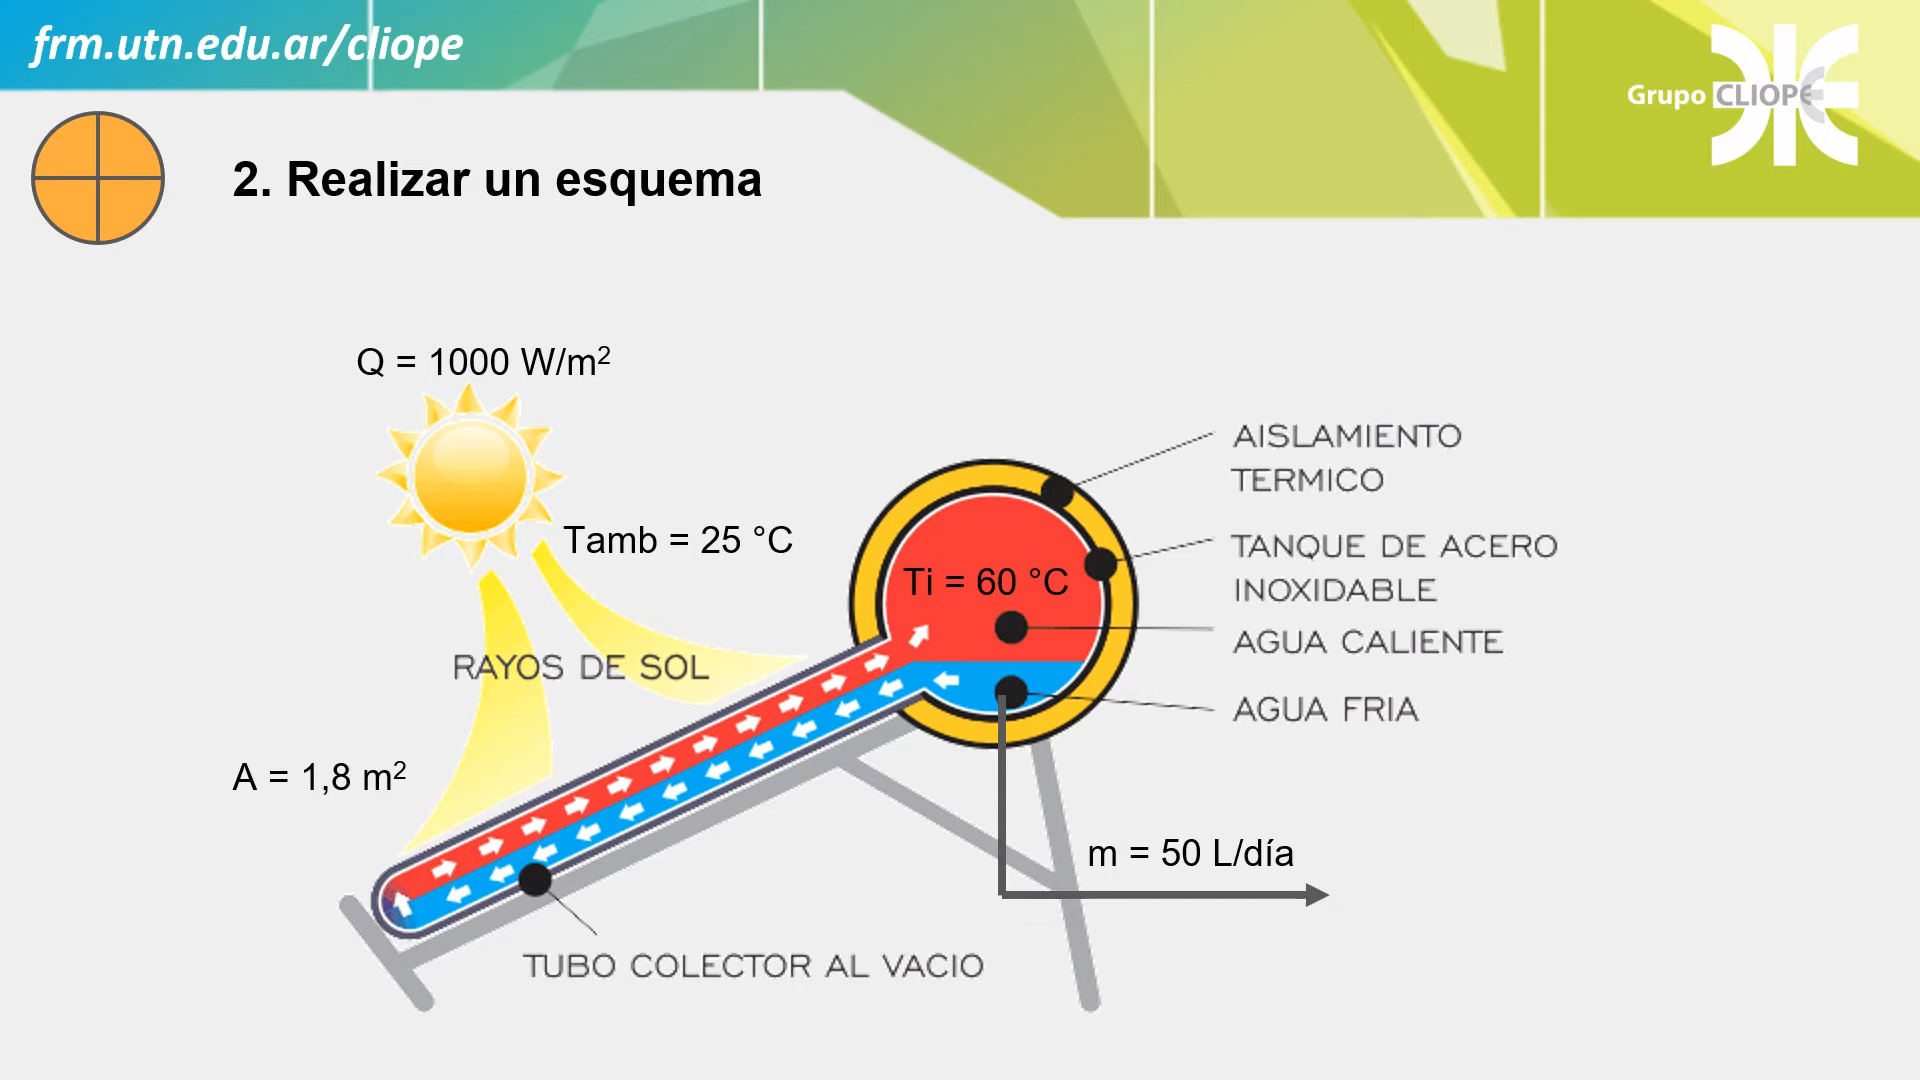 frm.utn.edu.ar/cliope
Grupo CLIOPE
2. Realizar un esquema
Q = 1000 W/m²
Tamb = 25 °C
Ti = 60 °C
AISLAMIENTO
TERMICO
TANQUE DE ACERO
INOXIDABLE
AGUA CALIENTE
AGUA FRIA
RAYOS DE SOL
A = 1,8 m²
m = 50 L/día
TUBO COLECTOR AL VACIO